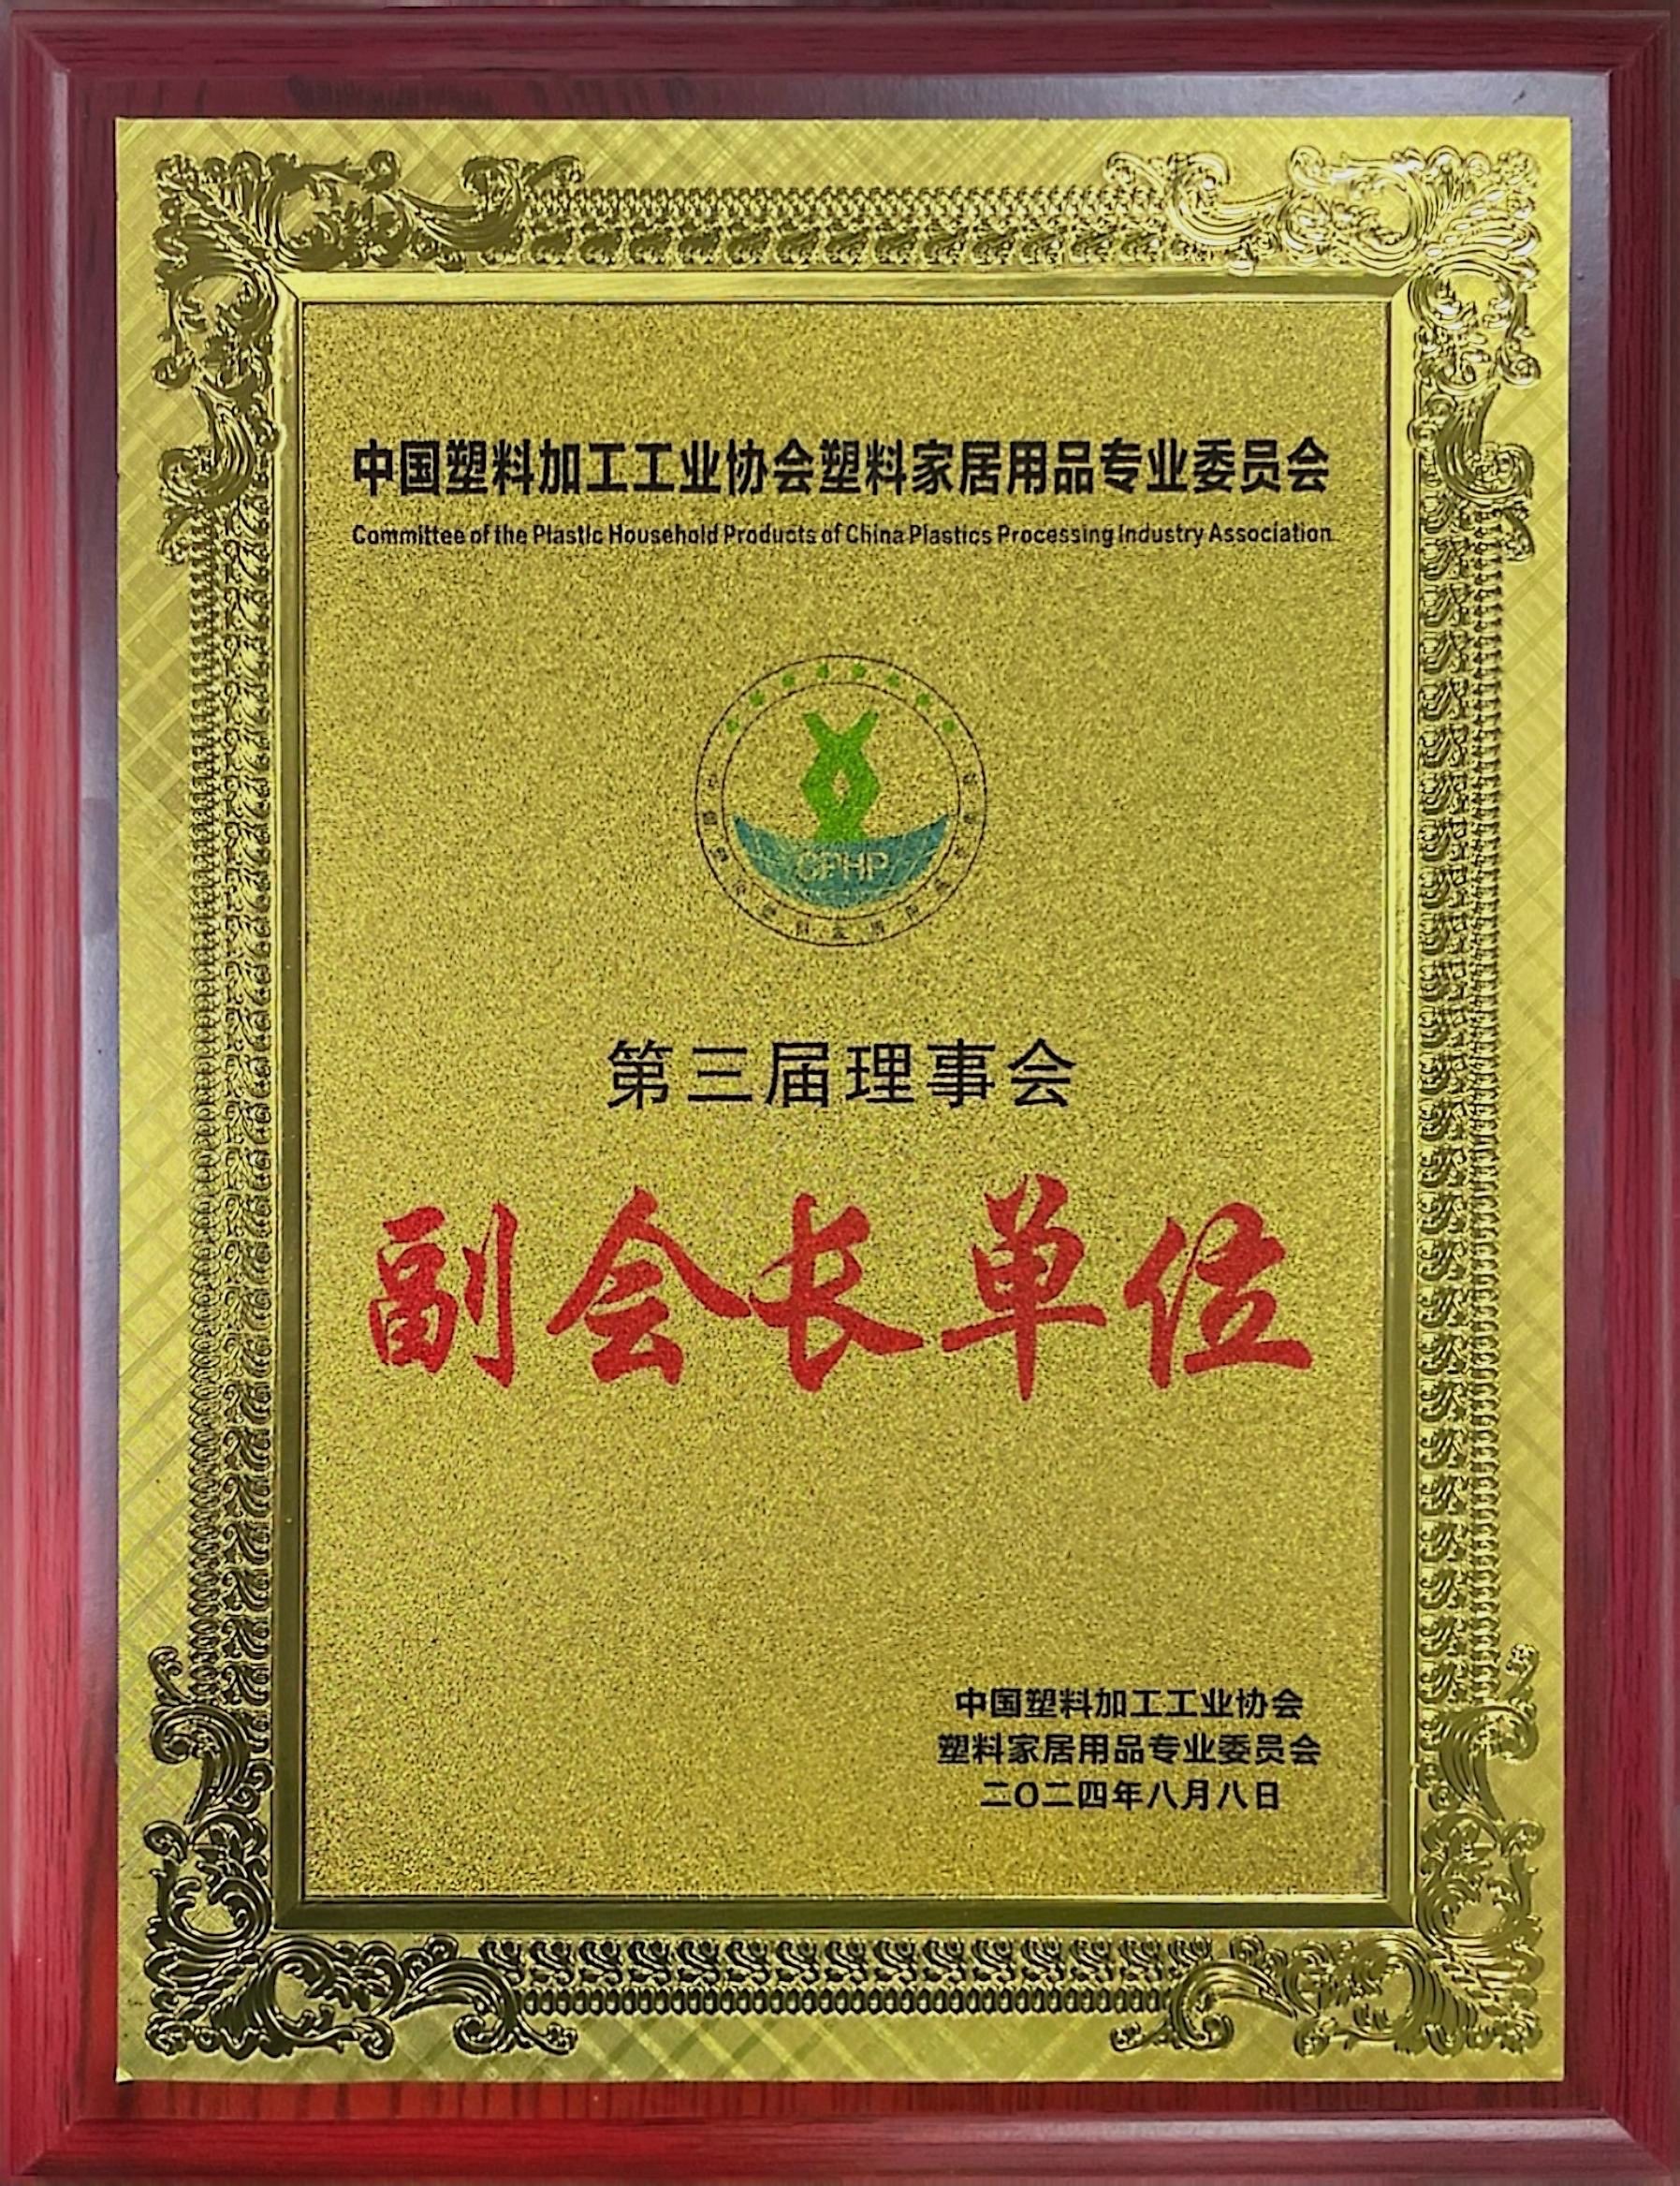 中国塑料加工工业协会塑料家居用品专业委员会
Committee of the Plastic Household Products of China Plastics Processing Industry Association
CPHP
第三届理事会
副会长单位
中国塑料加工工业协会
塑料家居用品专业委员会
二〇二四年八月八日